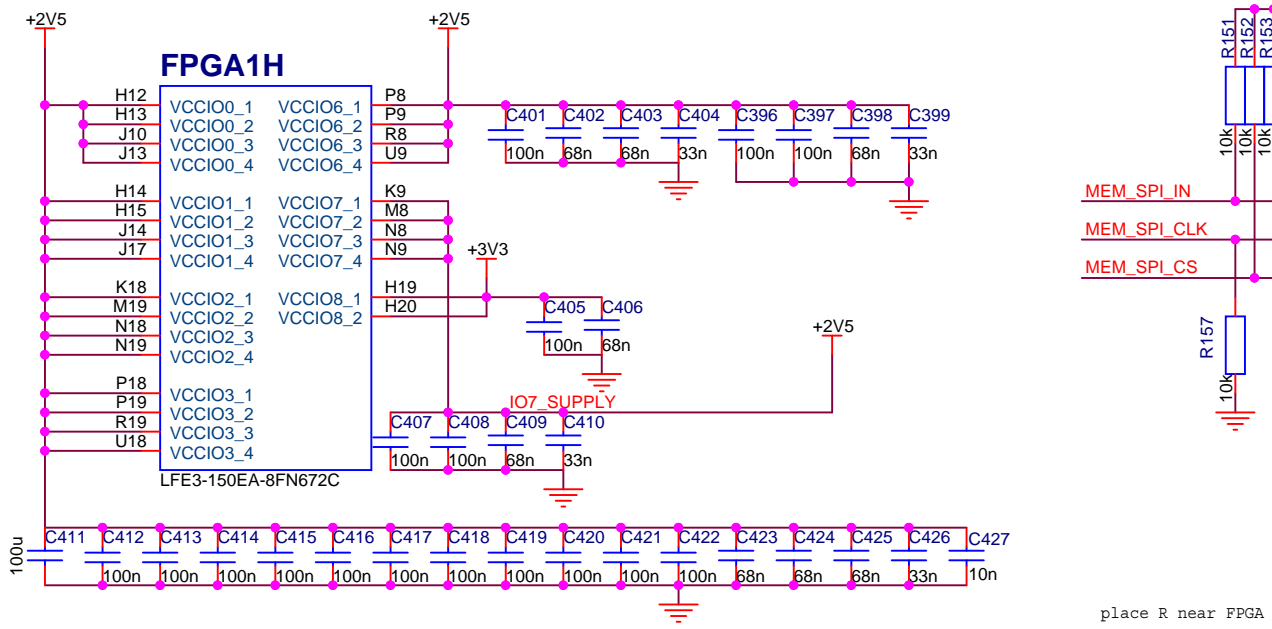 +2V5
+2V5
FPGA1H
H12 VCCIO0_1 VCCIO6_1 P8
H13 VCCIO0_2 VCCIO6_2 P9
J10 VCCIO0_3 VCCIO6_3 R8
J13 VCCIO0_4 VCCIO6_4 U9
C401 C402 C403 C404 C396 C397 C398 C399
100n 68n 68n 33n 100n 100n 68n 33n
H14 VCCIO1_1 VCCIO7_1 K9
H15 VCCIO1_2 VCCIO7_2 M8
J14 VCCIO1_3 VCCIO7_3 N8
J17 VCCIO1_4 VCCIO7_4 N9
+3V3
K18 VCCIO2_1 VCCIO8_1 H19
M19 VCCIO2_2 VCCIO8_2 H20
N18 VCCIO2_3
N19 VCCIO2_4
C405 C406
100n 68n
+2V5
P18 VCCIO3_1
P19 VCCIO3_2
R19 VCCIO3_3
U18 VCCIO3_4
IO7_SUPPLY
C407 C408 C409 C410
100n 100n 68n 33n
LFE3-150EA-8FN672C
C411 C412 C413 C414 C415 C416 C417 C418 C419 C420 C421 C422 C423 C424 C425 C426 C427
100u 100n 100n 100n 100n 100n 100n 100n 100n 100n 100n 100n 68n 68n 68n 33n 10n
R151 R152 R153
10k 10k 10k
MEM_SPI_IN
MEM_SPI_CLK
MEM_SPI_CS
R157
10k
place R near FPGA